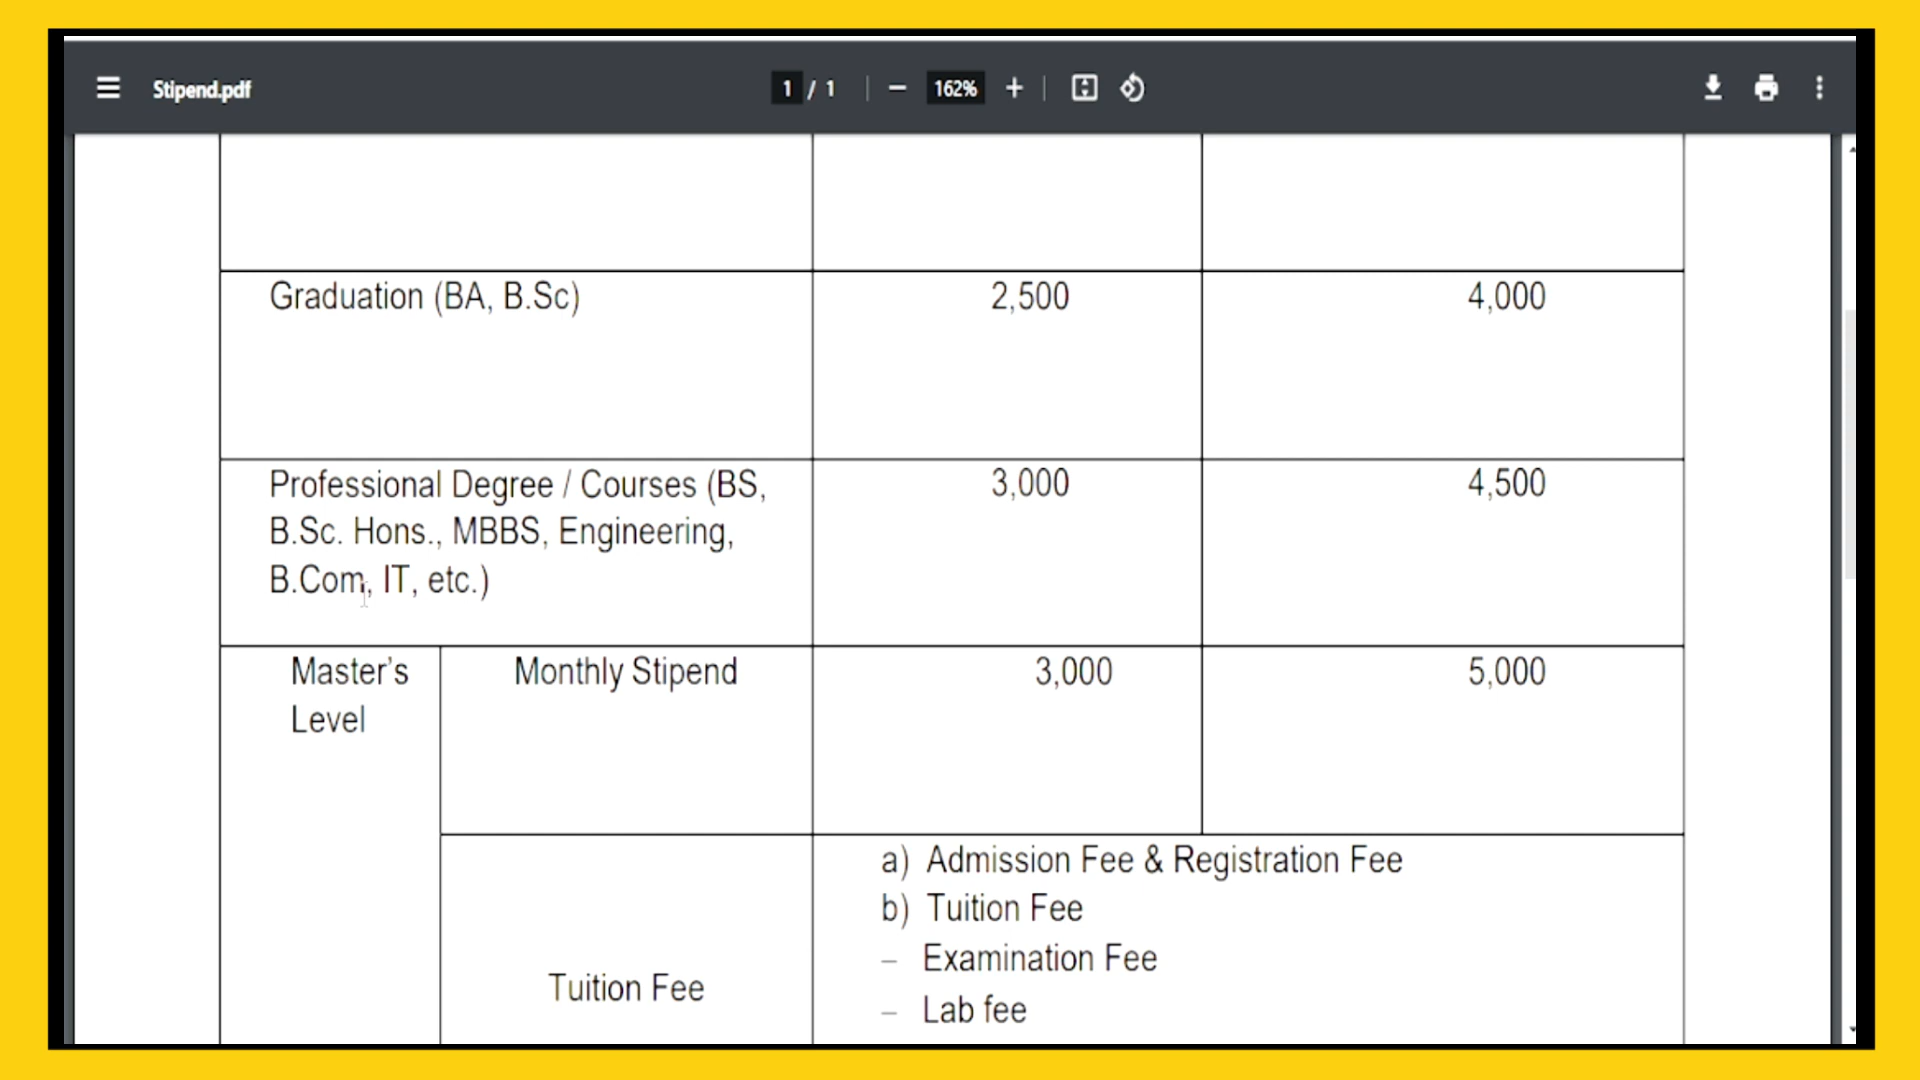 Stipend.pdf
1 / 1
162%
Graduation (BA, B.Sc) 2,500 4,000
Professional Degree / Courses (BS, 3,000 4,500
B.Sc. Hons., MBBS, Engineering,
B.Com, IT, etc.)
Master's Monthly Stipend 3,000 5,000
Level
a) Admission Fee & Registration Fee
b) Tuition Fee
– Examination Fee
Tuition Fee
– Lab fee